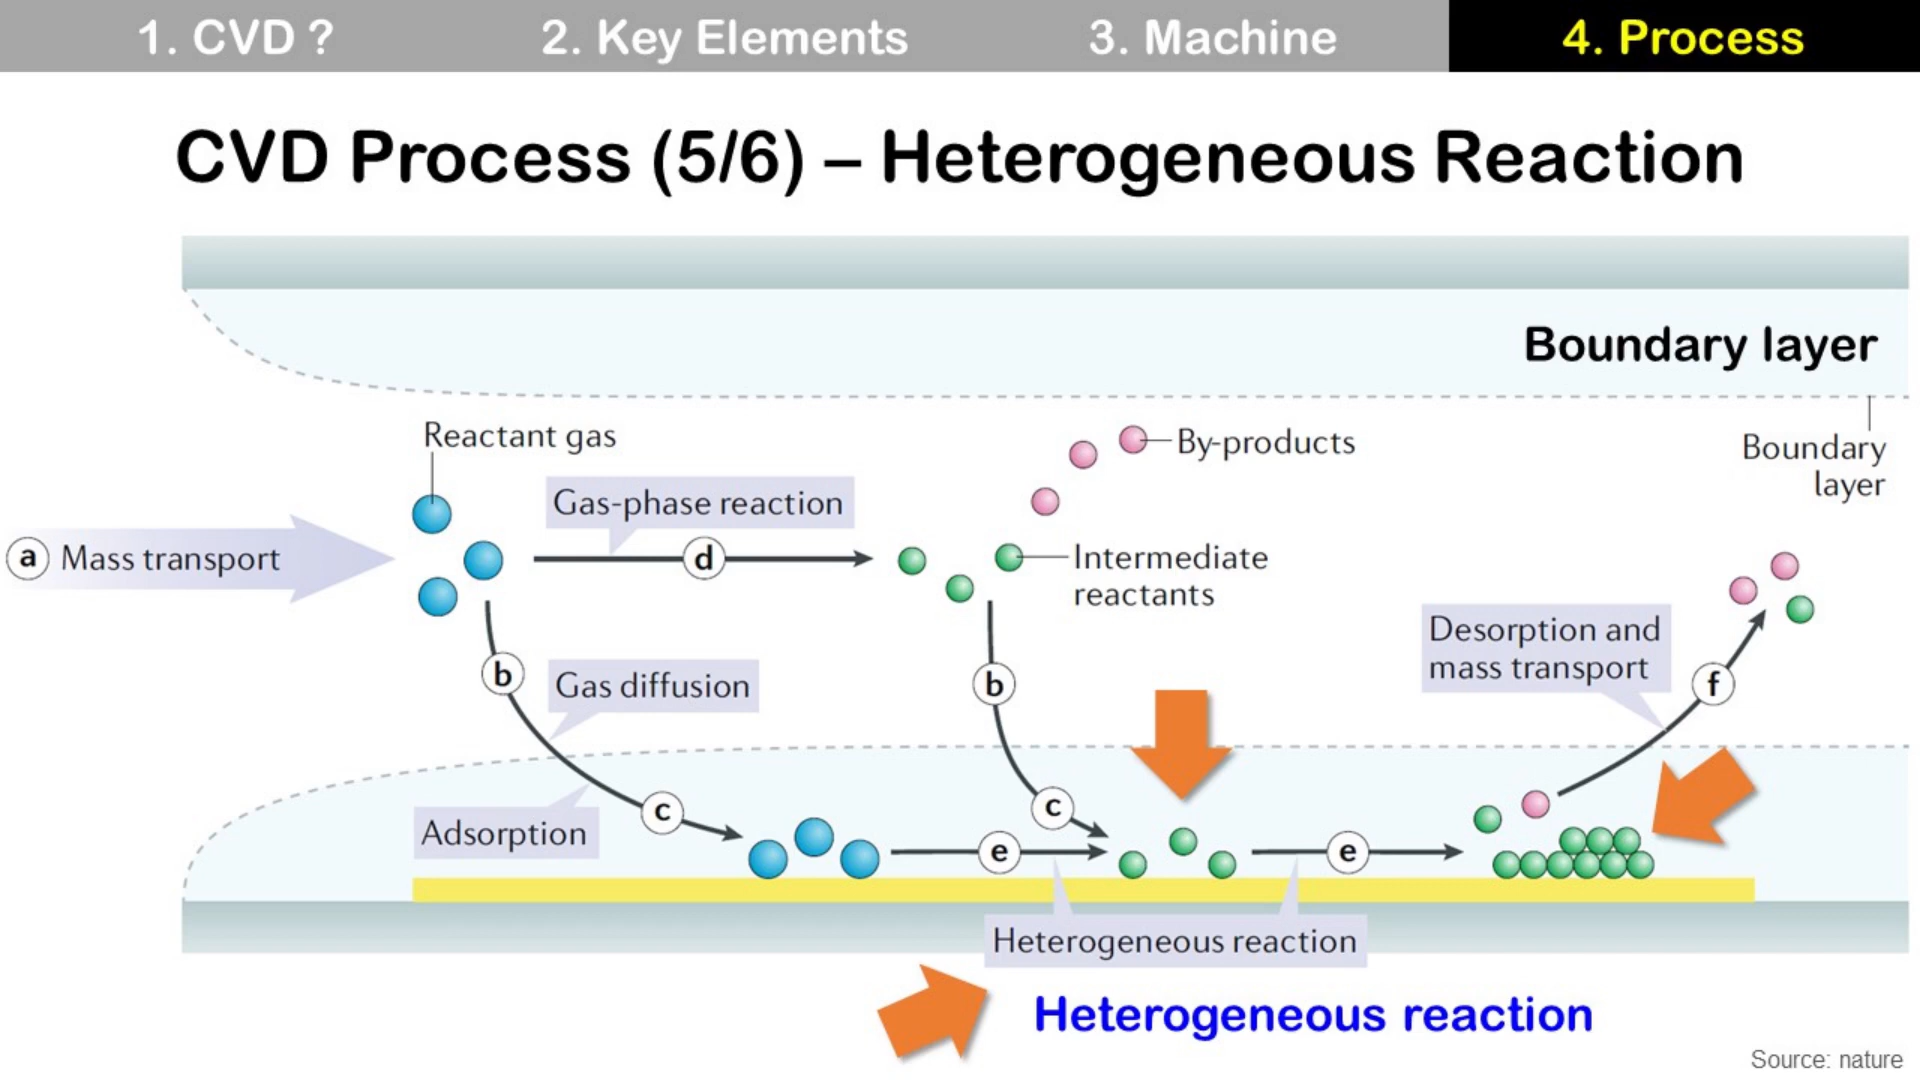 1. CVD ?
2. Key Elements
3. Machine
4. Process
CVD Process (5/6) – Heterogeneous Reaction
Boundary layer
Reactant gas
By-products
Boundary
layer
Gas-phase reaction
a Mass transport
d
Intermediate
reactants
Desorption and
mass transport
b
Gas diffusion
b
f
c
c
Adsorption
e
e
Heterogeneous reaction
Heterogeneous reaction
Source: nature